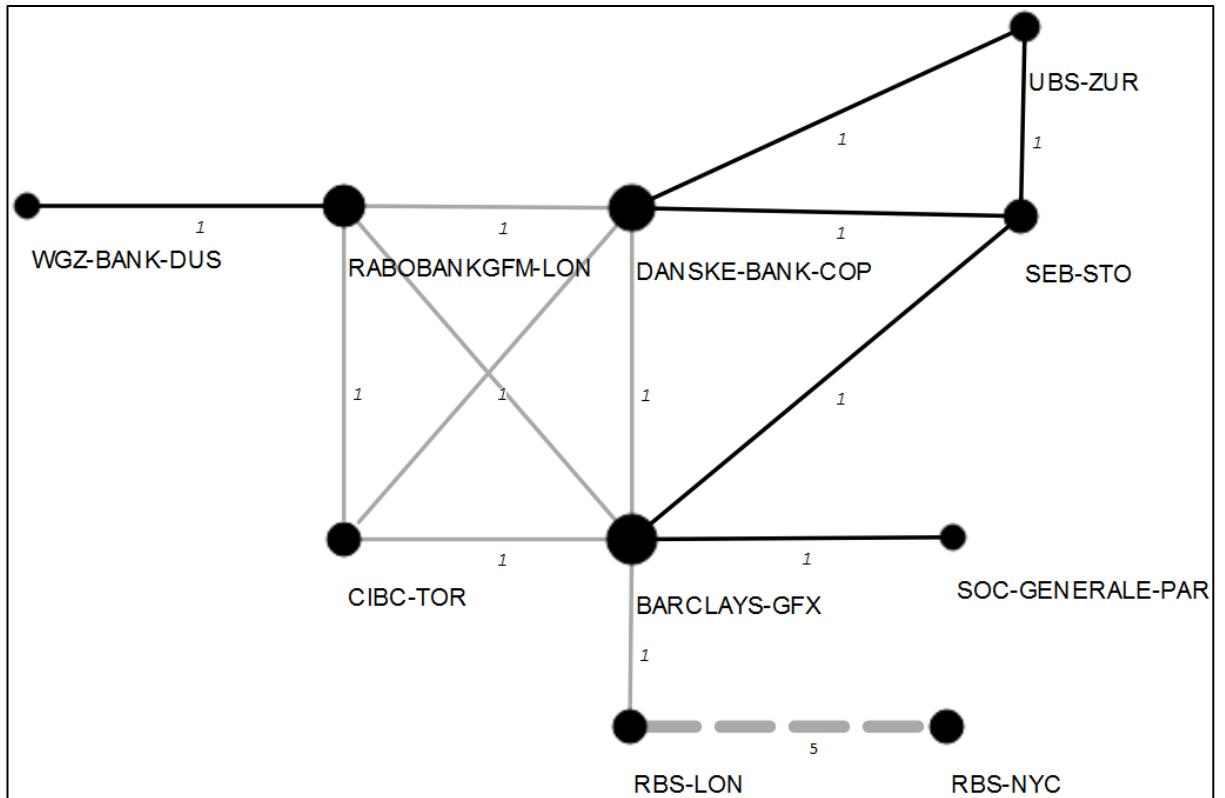 UBS-ZUR
1
1
1
1
1
WGZ-BANK-DUS
RABOBANKGFM-LON
DANSKE-BANK-COP
SEB-STO
1
1
1
1
1
1
CIBC-TOR
BARCLAYS-GFX
SOC-GENERALE-PAR
1
5
RBS-LON
RBS-NYC